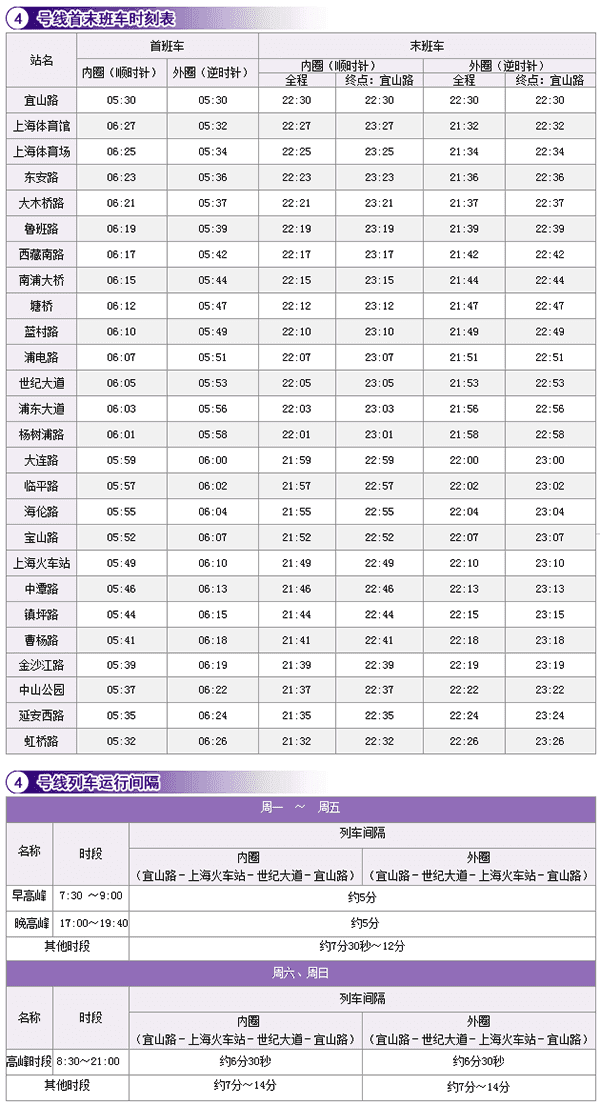 4 号线首末班车时刻表
站名 首班车 末班车
内圈（顺时针） 外圈（逆时针） 内圈（顺时针） 外圈（逆时针）
全程 终点：宜山路 全程 终点：宜山路
宜山路 05:30 05:30 22:30 22:30 22:30 22:30
上海体育馆 06:27 05:32 22:27 23:27 21:32 22:32
上海体育场 06:25 05:34 22:25 23:25 21:34 22:34
东安路 06:23 05:36 22:23 23:23 21:36 22:36
大木桥路 06:21 05:37 22:21 23:21 21:37 22:37
鲁班路 06:19 05:39 22:19 23:19 21:39 22:39
西藏南路 06:17 05:42 22:17 23:17 21:42 22:42
南浦大桥 06:15 05:44 22:15 23:15 21:44 22:44
塘桥 06:12 05:47 22:12 23:12 21:47 22:47
蓝村路 06:10 05:49 22:10 23:10 21:49 22:49
浦电路 06:07 05:51 22:07 23:07 21:51 22:51
世纪大道 06:05 05:53 22:05 23:05 21:53 22:53
浦东大道 06:03 05:56 22:03 23:03 21:56 22:56
杨树浦路 06:01 05:58 22:01 23:01 21:58 22:58
大连路 05:59 06:00 21:59 22:59 22:00 23:00
临平路 05:57 06:02 21:57 22:57 22:02 23:02
海伦路 05:55 06:04 21:55 22:55 22:04 23:04
宝山路 05:52 06:07 21:52 22:52 22:07 23:07
上海火车站 05:49 06:10 21:49 22:49 22:10 23:10
中潭路 05:46 06:13 21:46 22:46 22:13 23:13
镇坪路 05:44 06:15 21:44 22:44 22:15 23:15
曹杨路 05:41 06:18 21:41 22:41 22:18 23:18
金沙江路 05:39 06:19 21:39 22:39 22:19 23:19
中山公园 05:37 06:22 21:37 22:37 22:22 23:22
延安西路 05:35 06:24 21:35 22:35 22:24 23:24
虹桥路 05:32 06:26 21:32 22:32 22:26 23:26
4 号线列车运行间隔
周一 ～ 周五
名称 时段 列车间隔
内圈 外圈
（宜山路－上海火车站－世纪大道－宜山路） （宜山路－世纪大道－上海火车站－宜山路）
早高峰 7:30 ～9:00 约5分
晚高峰 17:00～19:40 约5分
其他时段 约7分30秒～12分
周六、周日
名称 时段 列车间隔
内圈 外圈
（宜山路－上海火车站－世纪大道－宜山路） （宜山路－世纪大道－上海火车站－宜山路）
高峰时段 8:30～21:00 约6分30秒 约6分30秒
其他时段 约7分～14分 约7分～14分